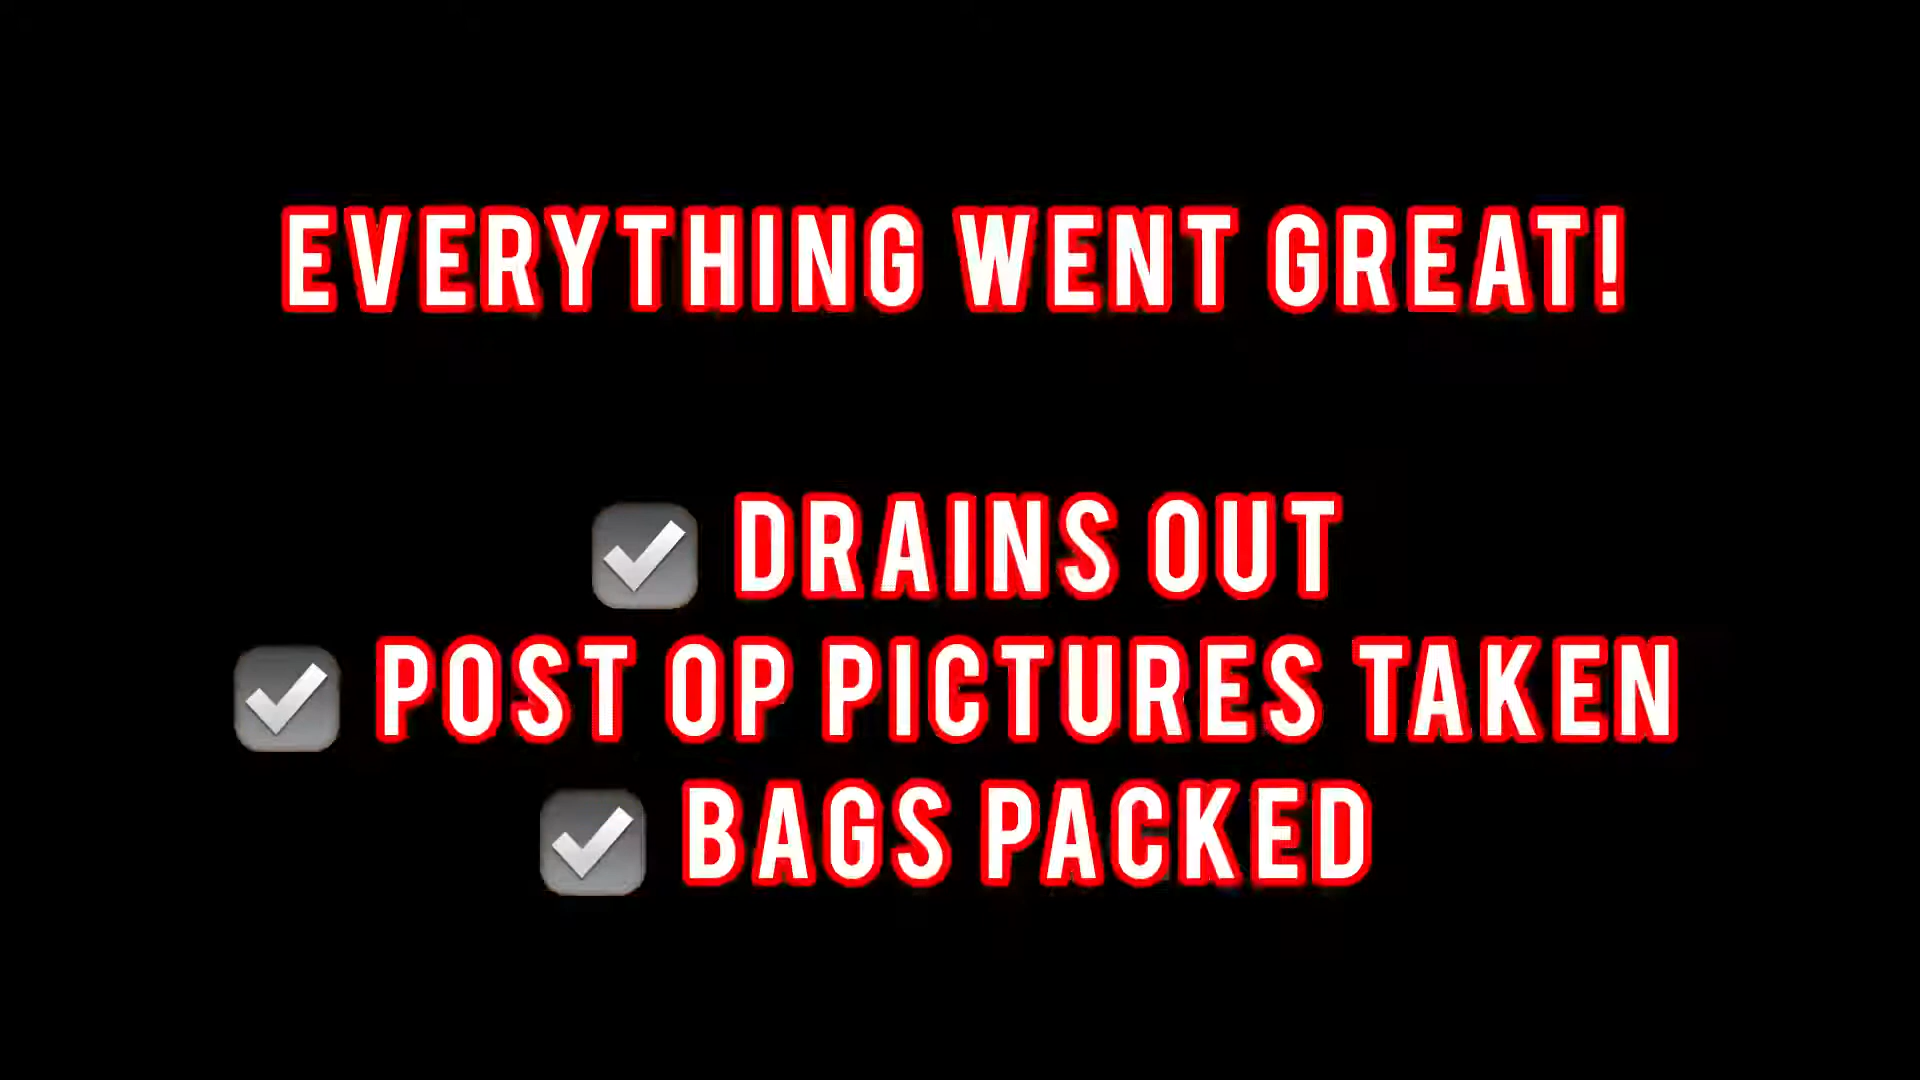 EVERYTHING WENT GREAT!
☑ DRAINS OUT
☑ POST OP PICTURES TAKEN
☑ BAGS PACKED